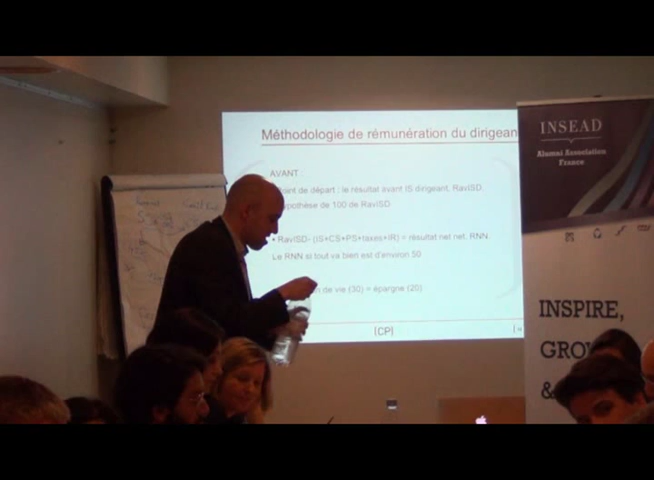 Méthodologie de rémunération du dirigean
AVANT
oint de départ : le résultat avant IS dirigeant, RavISD
pothèse de 100 de RavISD
• RavISD- (IS+CS+PS+taxes+IR) = résultat net net, RNN
Le RNN si tout va bien est d'environ 50
n de vie (30) = épargne (20)
[CP]
INSEAD
Alumni Association
France
INSPIRE,
GRO
&